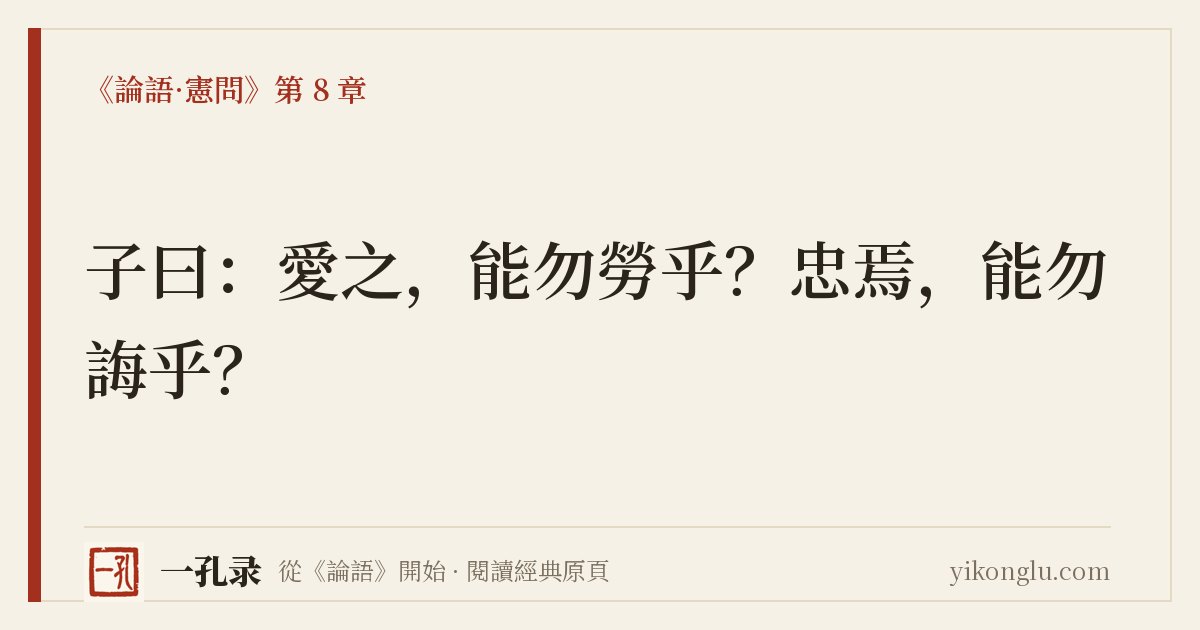 《論語·憲問》第 8 章
子曰：愛之，能勿勞乎？忠焉，能勿
誨乎？
一孔
一孔录 從《論語》開始 · 閱讀經典原頁
yikonglu.com